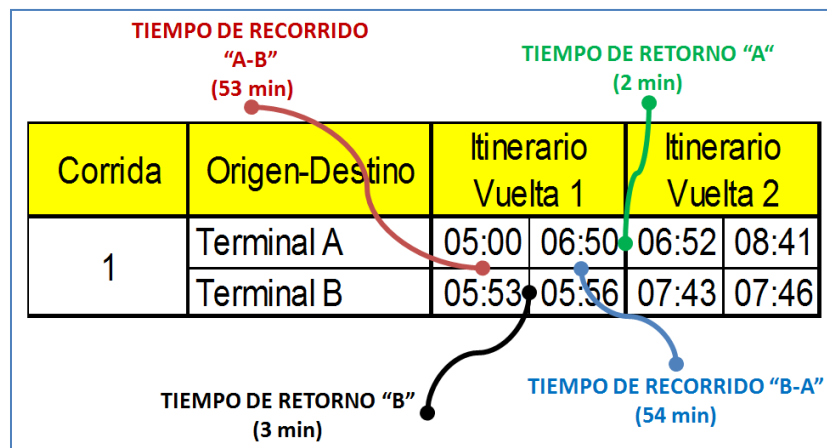 TIEMPO DE RECORRIDO
“A-B”
(53 min)
TIEMPO DE RETORNO “A“
(2 min)
Corrida
Origen-Destino
Itinerario
Vuelta 1
Itinerario
Vuelta 2
1
Terminal A 05:00 06:50 06:52 08:41
Terminal B 05:53 05:56 07:43 07:46
TIEMPO DE RETORNO “B”
(3 min)
TIEMPO DE RECORRIDO “B-A”
(54 min)